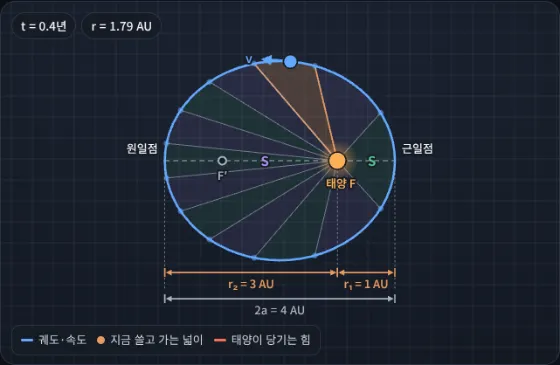 t = 0.4년
r = 1.79 AU
v
원일점
근일점
F'
S
S
태양 F
r₂ = 3 AU
r₁ = 1 AU
2a = 4 AU
궤도·속도
지금 쓸고 가는 넓이
태양이 당기는 힘